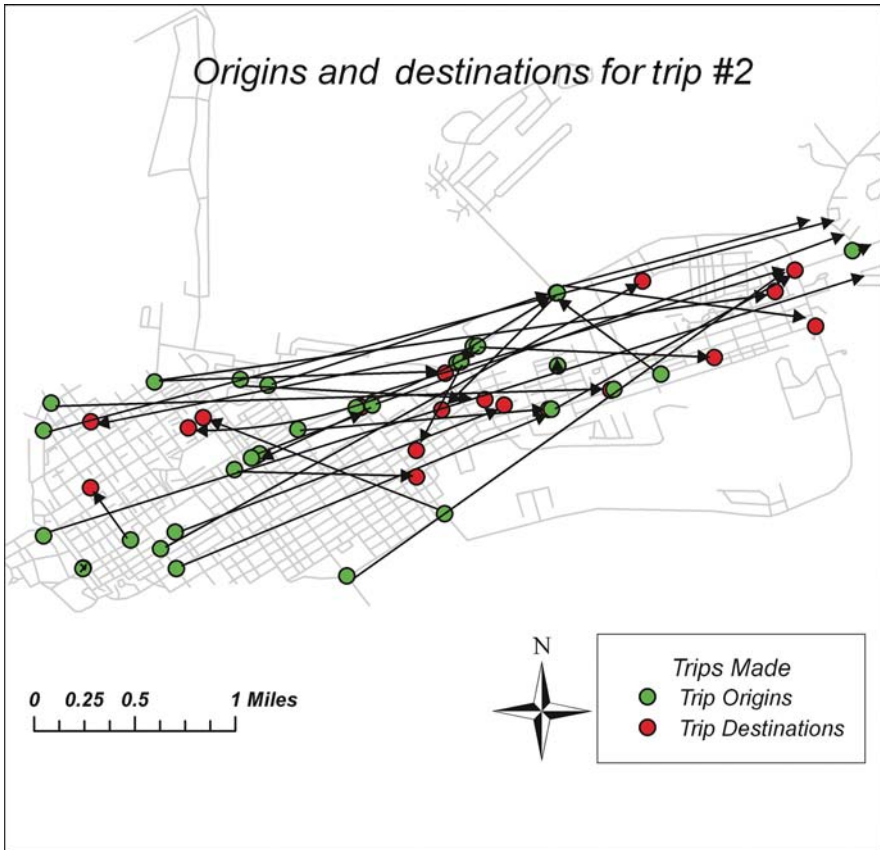 Origins and destinations for trip #2
N
Trips Made
Trip Origins
Trip Destinations
0 0.25 0.5 1 Miles